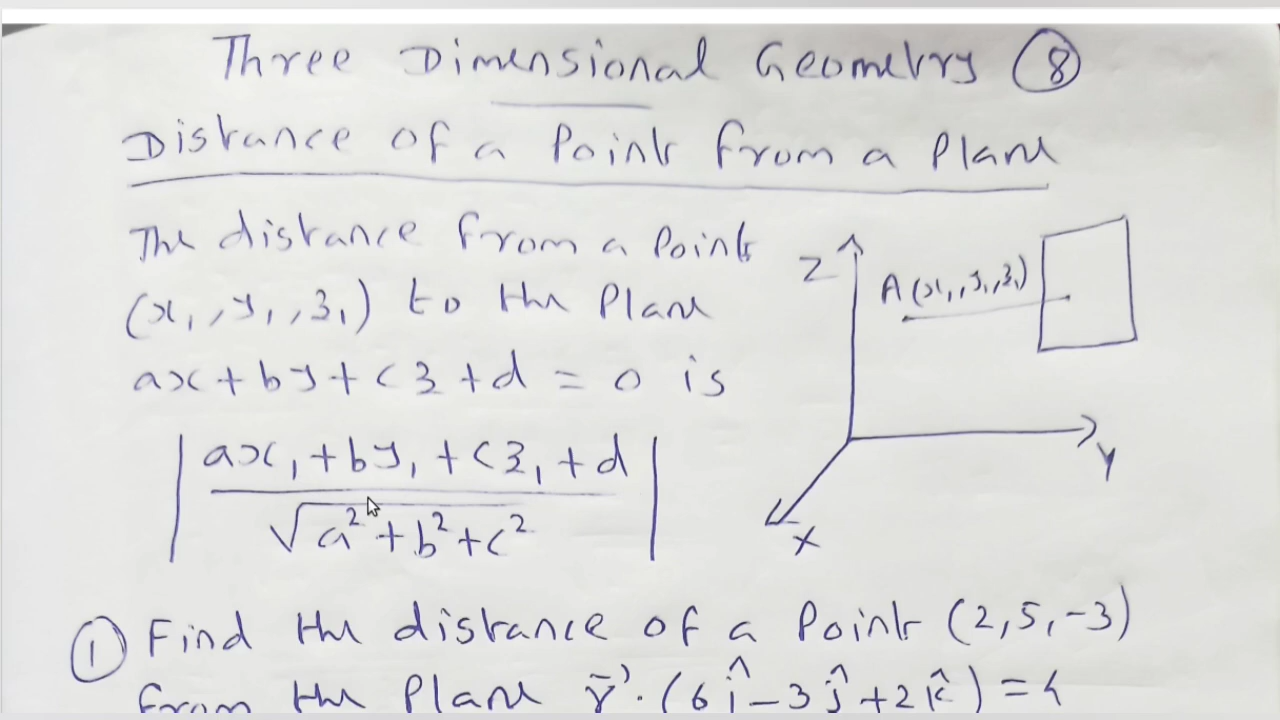 Three Dimensional Geometry ⑧
Distance of a Point from a Plane
The distance from a Point
(x₁, y₁, z₁) to the Plane
ax + by + cz + d = 0 is
| ax₁ + by₁ + cz₁ + d |
√a² + b² + c²
Z
A(x₁, y₁, z₁)
Y
X
① Find the distance of a Point (2, 5, -3)
from the Plane r⃗ · (6î - 3ĵ + 2k̂) = 4